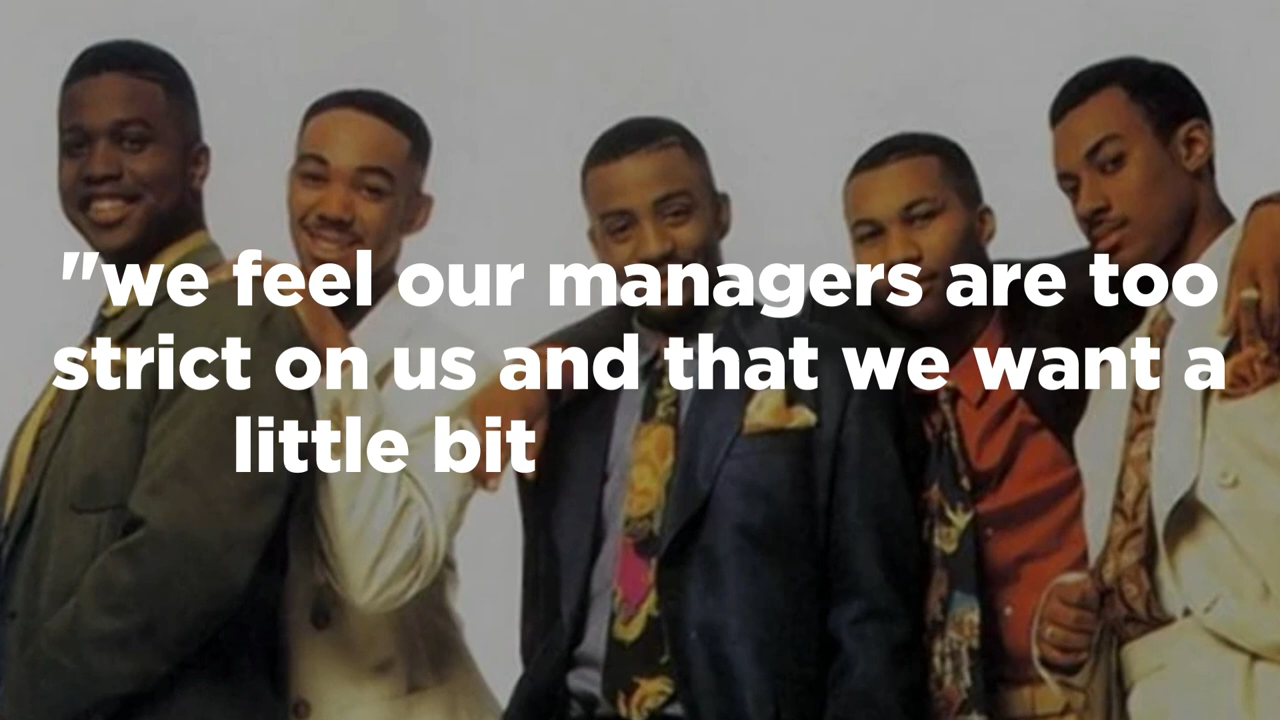 "we feel our managers are too
strict on us and that we want a
little bit